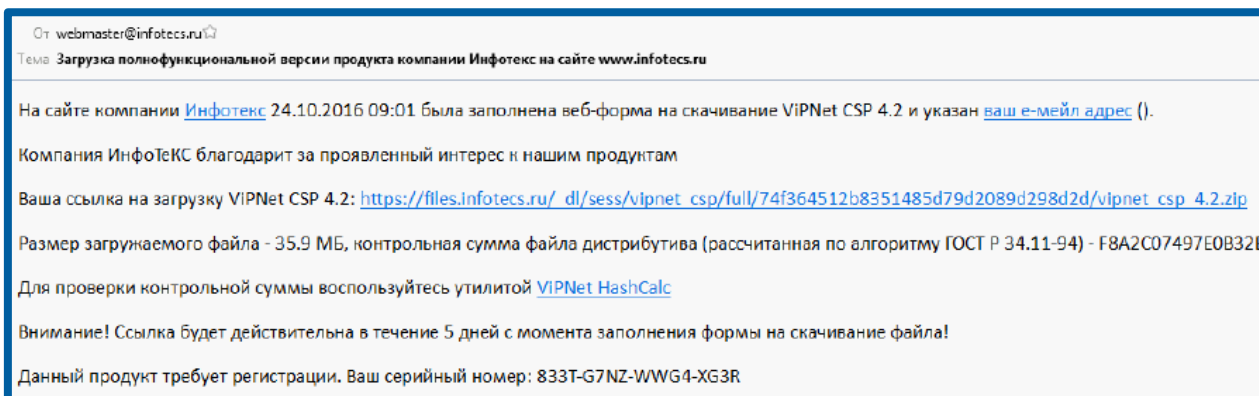 От webmaster@infotecs.ru
Тема Загрузка полнофункциональной версии продукта компании Инфотекс на сайте www.infotecs.ru
На сайте компании Инфотекс 24.10.2016 09:01 была заполнена веб-форма на скачивание ViPNet CSP 4.2 и указан ваш е-мейл адрес ().
Компания ИнфоТеКС благодарит за проявленный интерес к нашим продуктам
Ваша ссылка на загрузку ViPNet CSP 4.2: https://files.infotecs.ru/_dl/sess/vipnet_csp/full/74f364512b8351485d79d2089d298d2d/vipnet_csp_4.2.zip
Размер загружаемого файла - 35.9 МБ, контрольная сумма файла дистрибутива (рассчитанная по алгоритму ГОСТ Р 34.11-94) - F8A2C07497E0B32
Для проверки контрольной суммы воспользуйтесь утилитой ViPNet HashCalc
Внимание! Ссылка будет действительна в течение 5 дней с момента заполнения формы на скачивание файла!
Данный продукт требует регистрации. Ваш серийный номер: 833T-G7NZ-WWG4-XG3R